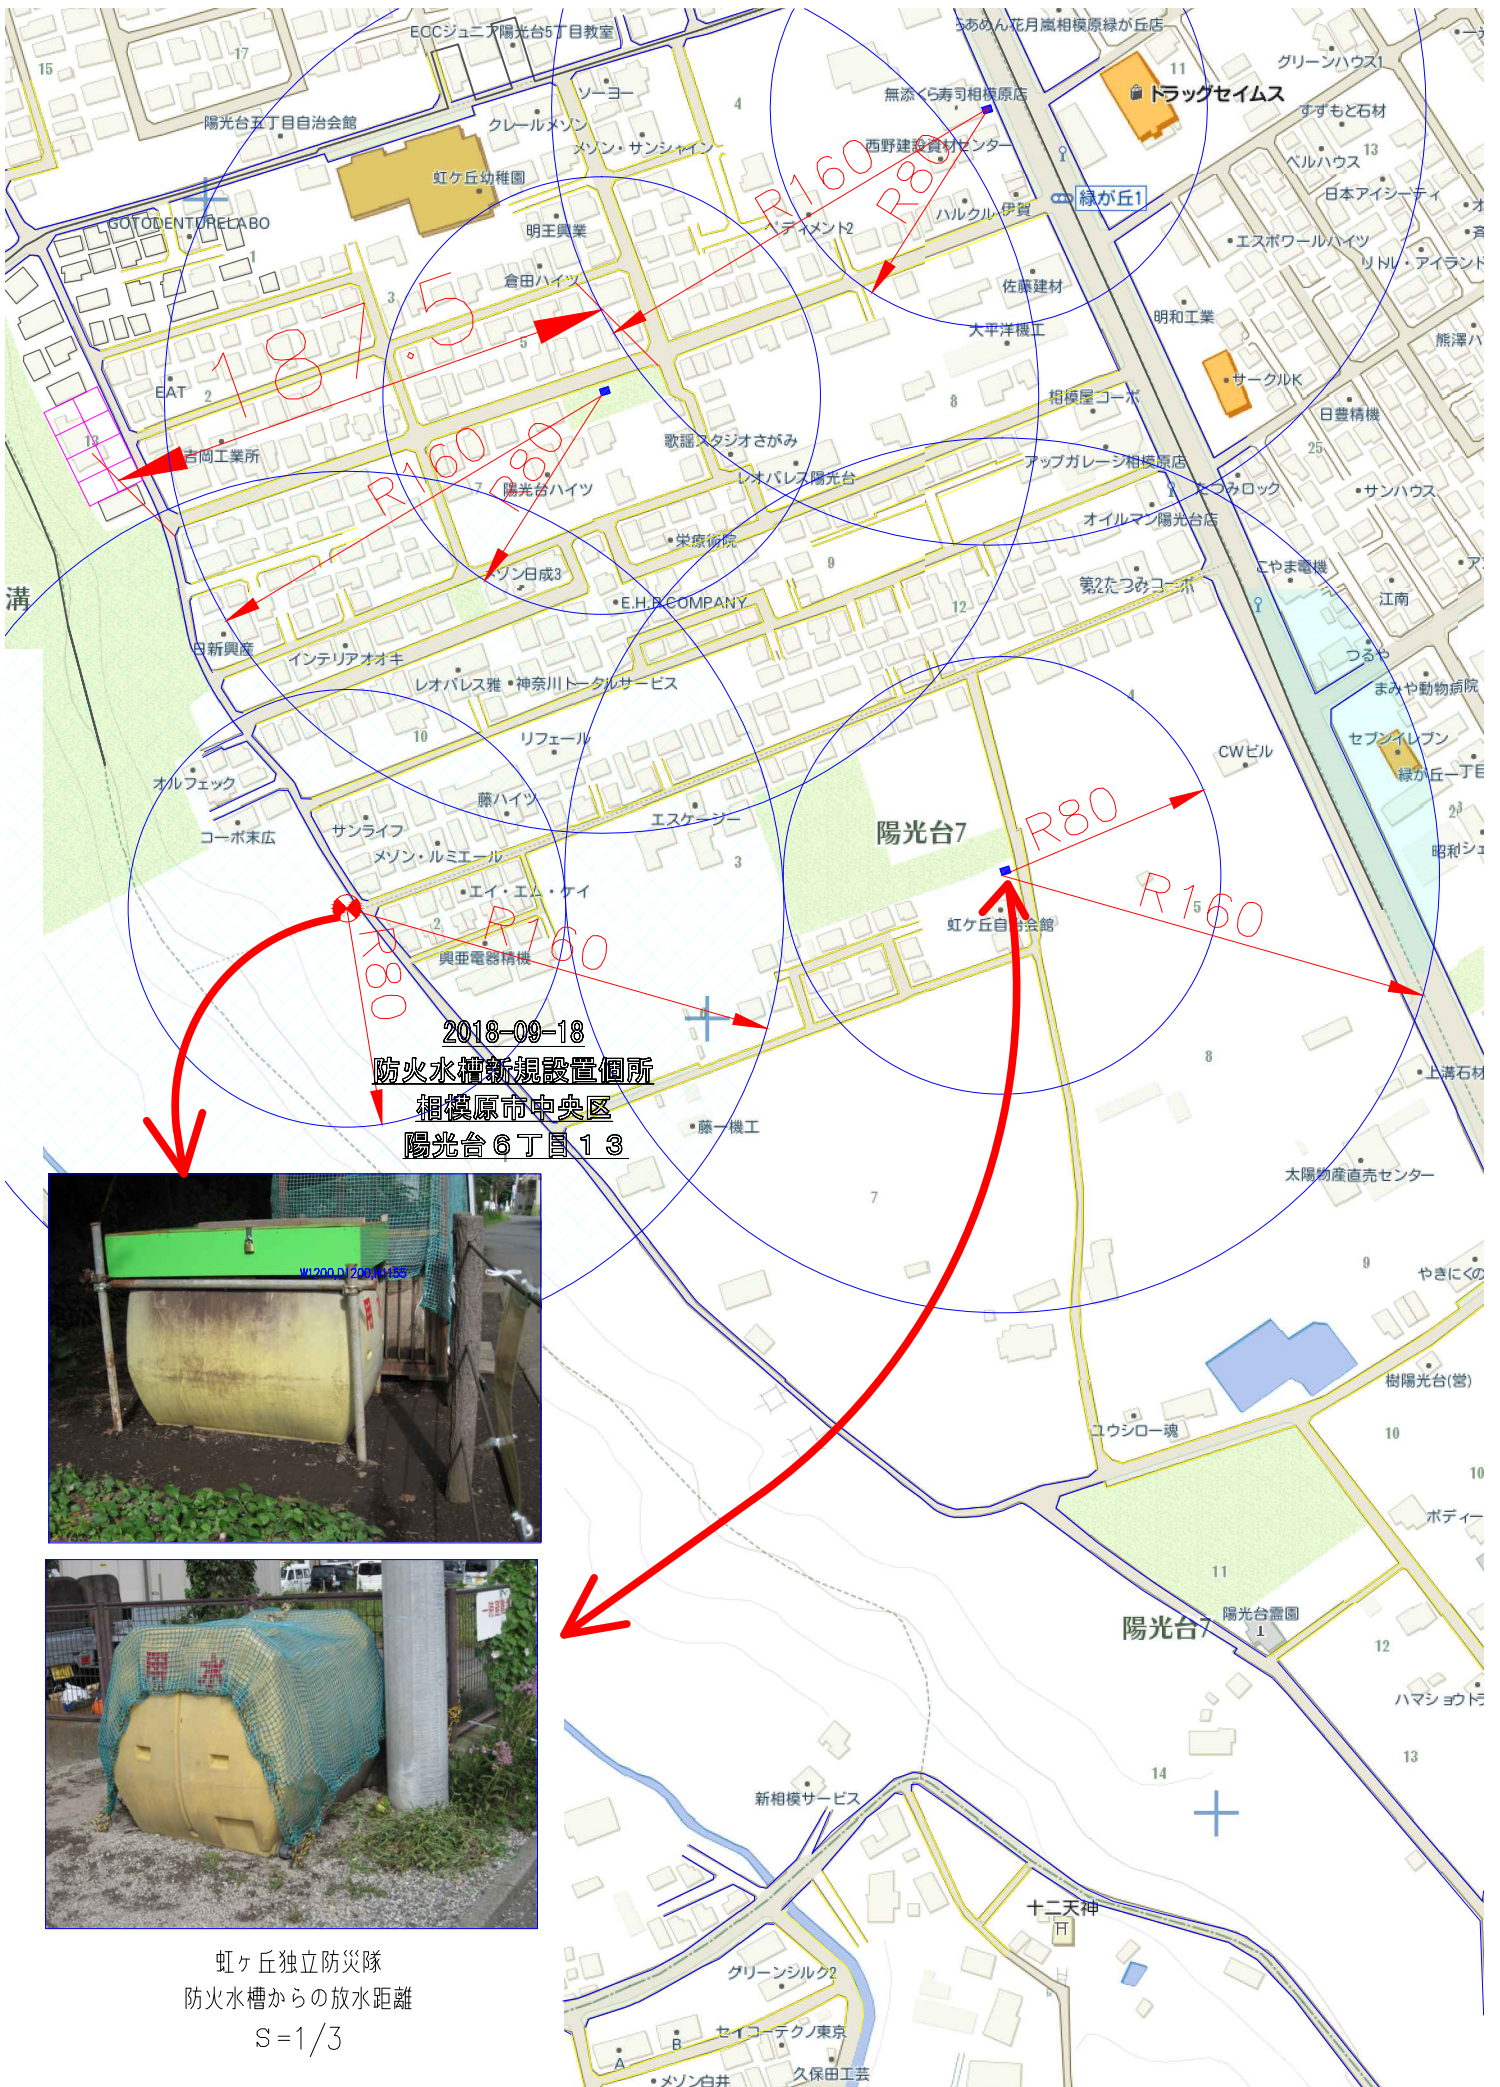 ECCジュニア陽光台5丁目教室
らあめん花月嵐相模原緑が丘店
グリーンハウス1
17
15
11
ソーヨー
4
無添くら寿司相模原店
ドラッグセイムス
すずもと石材
陽光台五丁目自治会館
クレールメゾン
メゾン・サンシャイン
西野建設資材センター
ベルハウス
13
虹ケ丘幼稚園
R160
R80
緑が丘1
日本アイシーティ
GOTODENTURELABO
明王興業
ペディメント2
ハルクル伊賀
エスポワールハイツ
リトル・アイランド
1
倉田ハイツ
佐藤建材
3
187.5
5
大平洋機工
明和工業
熊澤ハ
EAT
2
8
相模屋コーポ
サークルK
日豊精機
13
吉岡工業所
R160
R80
歌謡スタジオさがみ
25
アップガレージ相模原店
7
陽光台ハイツ
レオパレス陽光台
たつみロック
サンハウス
オイルマン陽光台店
栄療術院
メゾン日成3
9
第2たつみコーポ
こやま電機
溝
E.H.R.COMPANY
12
江南
日新興産
インテリアオオキ
つるや
レオパレス雅
神奈川トータルサービス
4
まみや動物病院
10
リフェール
CWビル
セブンイレブン
緑が丘一丁目
オルフェック
藤ハイツ
コーポ末広
サンライフ
エスケージー
陽光台7
R80
メゾン・ルミエール
3
エイ・エム・ケイ
R160
R80
2
R160
5
虹ケ丘自治会館
興亜電器精機
2018-09-18
防火水槽新規設置個所
相模原市中央区
陽光台6丁目13
8
上溝石材
藤一機工
太陽物産直売センター
7
W1200,D1200,H1155
9
やきにくの
樹陽光台(営)
ユウシロー魂
10
10
ボディー
11
陽光台霊園
陽光台7
12
用水
ハマショウトラ
13
14
新相模サービス
十二天神
虹ヶ丘独立防災隊
防火水槽からの放水距離
S=1/3
グリーンシルク2
セイコーテクノ東京
A
B
メゾン白井
久保田工芸